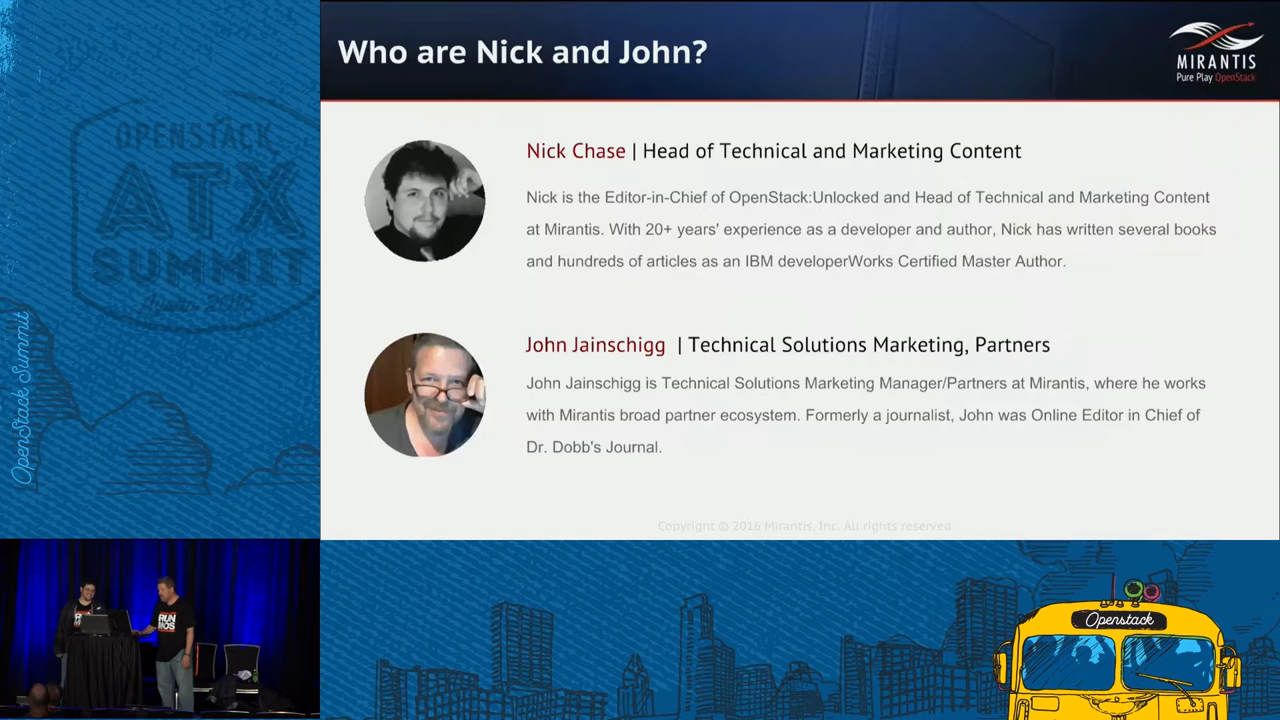 Who are Nick and John?
MIRANTIS
Pure Play OpenStack
OPENSTACK
ATX
SUMMIT
Nick Chase | Head of Technical and Marketing Content
Nick is the Editor-in-Chief of OpenStack:Unlocked and Head of Technical and Marketing Content
at Mirantis. With 20+ years' experience as a developer and author, Nick has written several books
and hundreds of articles as an IBM developerWorks Certified Master Author.
John Jainschigg | Technical Solutions Marketing, Partners
John Jainschigg is Technical Solutions Marketing Manager/Partners at Mirantis, where he works
with Mirantis broad partner ecosystem. Formerly a journalist, John was Online Editor in Chief of
Dr. Dobb's Journal.
OpenStack Summit
Copyright © 2016 Mirantis, Inc. All rights reserved
RUN
MOS
Openstack